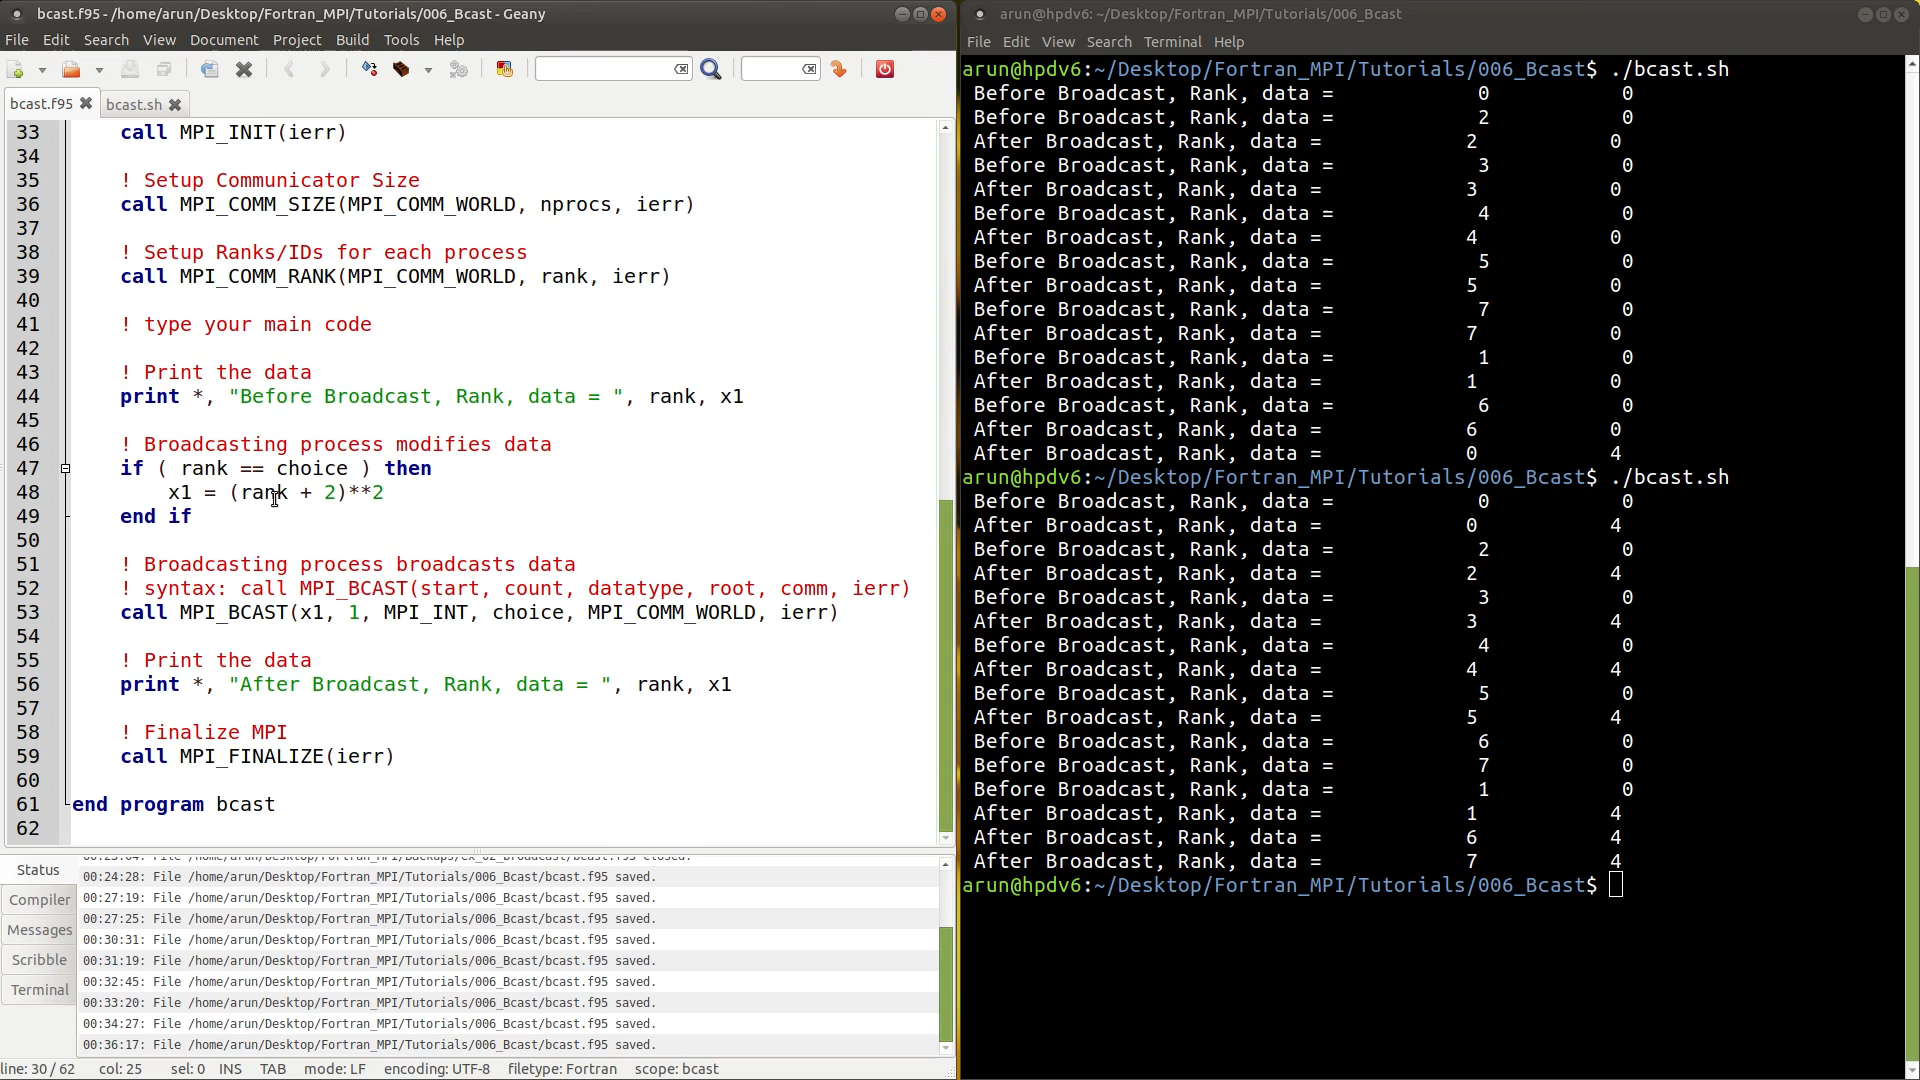 bcast.f95 - /home/arun/Desktop/Fortran_MPI/Tutorials/006_Bcast - Geany
File Edit Search View Document Project Build Tools Help
bcast.f95 bcast.sh
33 call MPI_INIT(ierr)
34
35 ! Setup Communicator Size
36 call MPI_COMM_SIZE(MPI_COMM_WORLD, nprocs, ierr)
37
38 ! Setup Ranks/IDs for each process
39 call MPI_COMM_RANK(MPI_COMM_WORLD, rank, ierr)
40
41 ! type your main code
42
43 ! Print the data
44 print *, "Before Broadcast, Rank, data = ", rank, x1
45
46 ! Broadcasting process modifies data
47 if ( rank == choice ) then
48 x1 = (rank + 2)**2
49 end if
50
51 ! Broadcasting process broadcasts data
52 ! syntax: call MPI_BCAST(start, count, datatype, root, comm, ierr)
53 call MPI_BCAST(x1, 1, MPI_INT, choice, MPI_COMM_WORLD, ierr)
54
55 ! Print the data
56 print *, "After Broadcast, Rank, data = ", rank, x1
57
58 ! Finalize MPI
59 call MPI_FINALIZE(ierr)
60
61 end program bcast
62
Status
Compiler
Messages
Scribble
Terminal
00:23:04: File /home/arun/Desktop/Fortran_MPI/Backups/ex_02_broadcast/bcast.f95 closed.
00:24:28: File /home/arun/Desktop/Fortran_MPI/Tutorials/006_Bcast/bcast.f95 saved.
00:27:19: File /home/arun/Desktop/Fortran_MPI/Tutorials/006_Bcast/bcast.f95 saved.
00:27:25: File /home/arun/Desktop/Fortran_MPI/Tutorials/006_Bcast/bcast.f95 saved.
00:30:31: File /home/arun/Desktop/Fortran_MPI/Tutorials/006_Bcast/bcast.f95 saved.
00:31:19: File /home/arun/Desktop/Fortran_MPI/Tutorials/006_Bcast/bcast.f95 saved.
00:32:45: File /home/arun/Desktop/Fortran_MPI/Tutorials/006_Bcast/bcast.f95 saved.
00:33:20: File /home/arun/Desktop/Fortran_MPI/Tutorials/006_Bcast/bcast.f95 saved.
00:34:27: File /home/arun/Desktop/Fortran_MPI/Tutorials/006_Bcast/bcast.f95 saved.
00:36:17: File /home/arun/Desktop/Fortran_MPI/Tutorials/006_Bcast/bcast.f95 saved.
line: 30 / 62 col: 25 sel: 0 INS TAB mode: LF encoding: UTF-8 filetype: Fortran scope: bcast
arun@hpdv6: ~/Desktop/Fortran_MPI/Tutorials/006_Bcast
File Edit View Search Terminal Help
arun@hpdv6:~/Desktop/Fortran_MPI/Tutorials/006_Bcast$ ./bcast.sh
Before Broadcast, Rank, data = 0 0
Before Broadcast, Rank, data = 2 0
After Broadcast, Rank, data = 2 0
Before Broadcast, Rank, data = 3 0
After Broadcast, Rank, data = 3 0
Before Broadcast, Rank, data = 4 0
After Broadcast, Rank, data = 4 0
Before Broadcast, Rank, data = 5 0
After Broadcast, Rank, data = 5 0
Before Broadcast, Rank, data = 7 0
After Broadcast, Rank, data = 7 0
Before Broadcast, Rank, data = 1 0
After Broadcast, Rank, data = 1 0
Before Broadcast, Rank, data = 6 0
After Broadcast, Rank, data = 6 0
After Broadcast, Rank, data = 0 4
arun@hpdv6:~/Desktop/Fortran_MPI/Tutorials/006_Bcast$ ./bcast.sh
Before Broadcast, Rank, data = 0 0
After Broadcast, Rank, data = 0 4
Before Broadcast, Rank, data = 2 0
After Broadcast, Rank, data = 2 4
Before Broadcast, Rank, data = 3 0
After Broadcast, Rank, data = 3 4
Before Broadcast, Rank, data = 4 0
After Broadcast, Rank, data = 4 4
Before Broadcast, Rank, data = 5 0
After Broadcast, Rank, data = 5 4
Before Broadcast, Rank, data = 6 0
Before Broadcast, Rank, data = 7 0
Before Broadcast, Rank, data = 1 0
After Broadcast, Rank, data = 1 4
After Broadcast, Rank, data = 6 4
After Broadcast, Rank, data = 7 4
arun@hpdv6:~/Desktop/Fortran_MPI/Tutorials/006_Bcast$